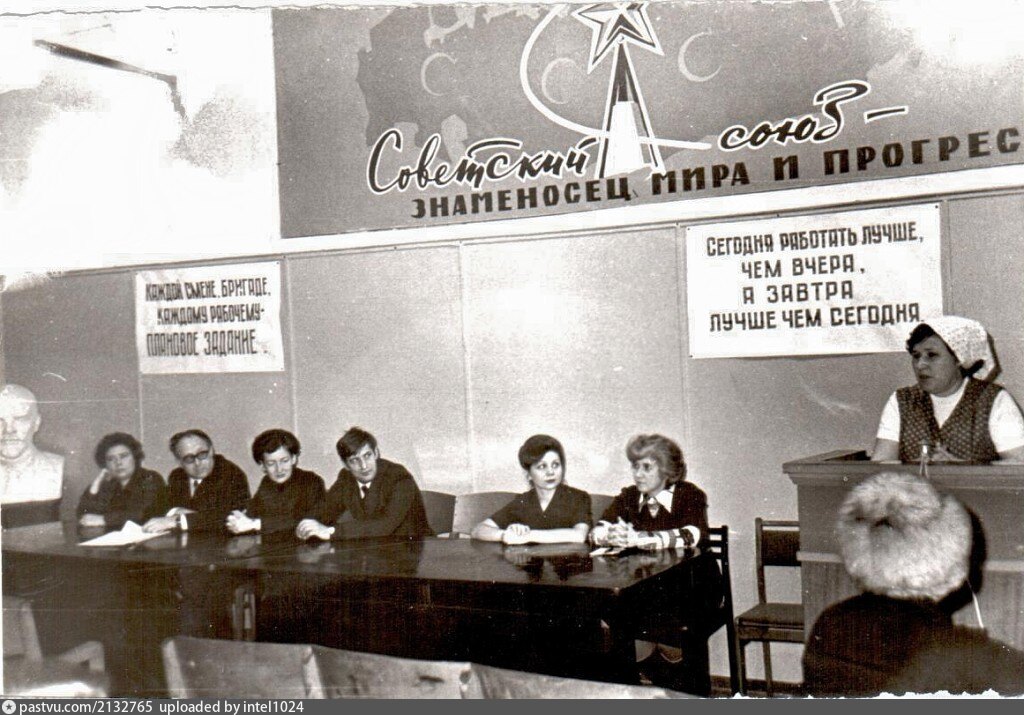 Советский союз -
ЗНАМЕНОСЕЦ МИРА И ПРОГРЕС
КАЖДОЙ СМЕНЕ, БРИГАДЕ,
КАЖДОМУ РАБОЧЕМУ-
ПЛАНОВОЕ ЗАДАНИЕ
СЕГОДНЯ РАБОТАТЬ ЛУЧШЕ,
ЧЕМ ВЧЕРА,
А ЗАВТРА
ЛУЧШЕ ЧЕМ СЕГОДНЯ
pastvu.com/2132765 uploaded by intel1024